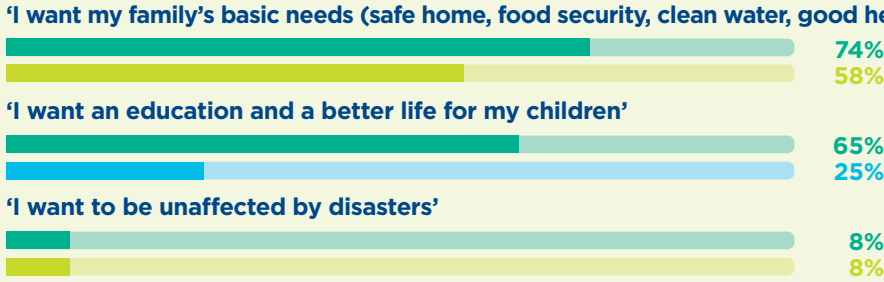 ‘I want my family’s basic needs (safe home, food security, clean water, good
74%
58%
‘I want an education and a better life for my children’
65%
25%
‘I want to be unaffected by disasters’
8%
8%